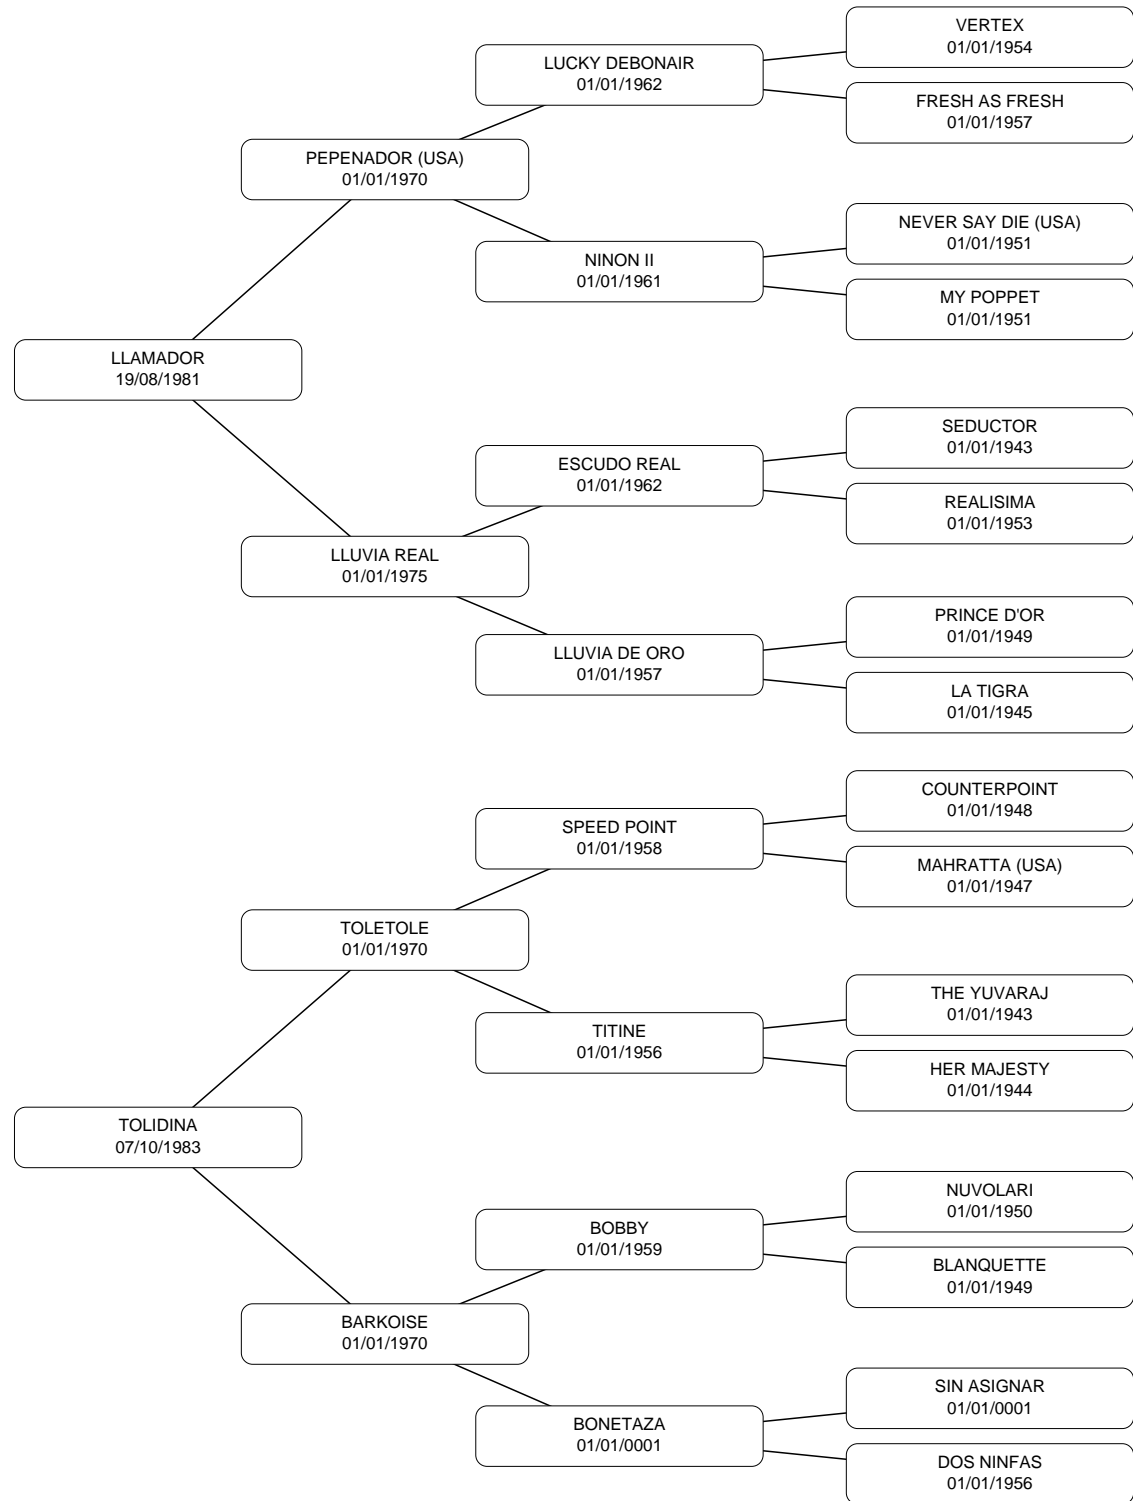 VERTEX
01/01/1954
LUCKY DEBONAIR
01/01/1962
FRESH AS FRESH
01/01/1957
PEPENADOR (USA)
01/01/1970
NEVER SAY DIE (USA)
01/01/1951
NINON II
01/01/1961
MY POPPET
01/01/1951
LLAMADOR
19/08/1981
SEDUCTOR
01/01/1943
ESCUDO REAL
01/01/1962
REALISIMA
01/01/1953
LLUVIA REAL
01/01/1975
PRINCE D'OR
01/01/1949
LLUVIA DE ORO
01/01/1957
LA TIGRA
01/01/1945
COUNTERPOINT
01/01/1948
SPEED POINT
01/01/1958
MAHRATTA (USA)
01/01/1947
TOLETOLE
01/01/1970
THE YUVARAJ
01/01/1943
TITINE
01/01/1956
HER MAJESTY
01/01/1944
TOLIDINA
07/10/1983
NUVOLARI
01/01/1950
BOBBY
01/01/1959
BLANQUETTE
01/01/1949
BARKOISE
01/01/1970
SIN ASIGNAR
01/01/0001
BONETAZA
01/01/0001
DOS NINFAS
01/01/1956